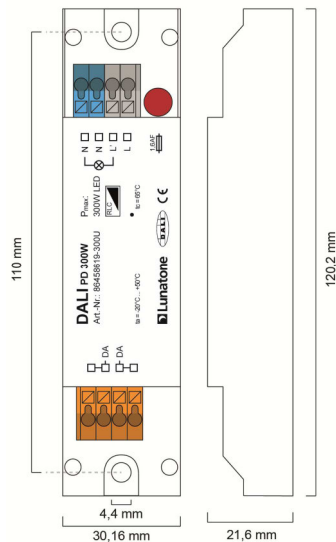 N
N
L'
L
1,6AF
Pmax:
300W LED
RLC
tc = 65°C
DALI PD 300W
Art.-Nr.: 86458619-300U
ta = -20°C ... +50°C
Lunatone
DALI
CE
DA
DA
110 mm
120,2 mm
4,4 mm
30,16 mm
21,6 mm